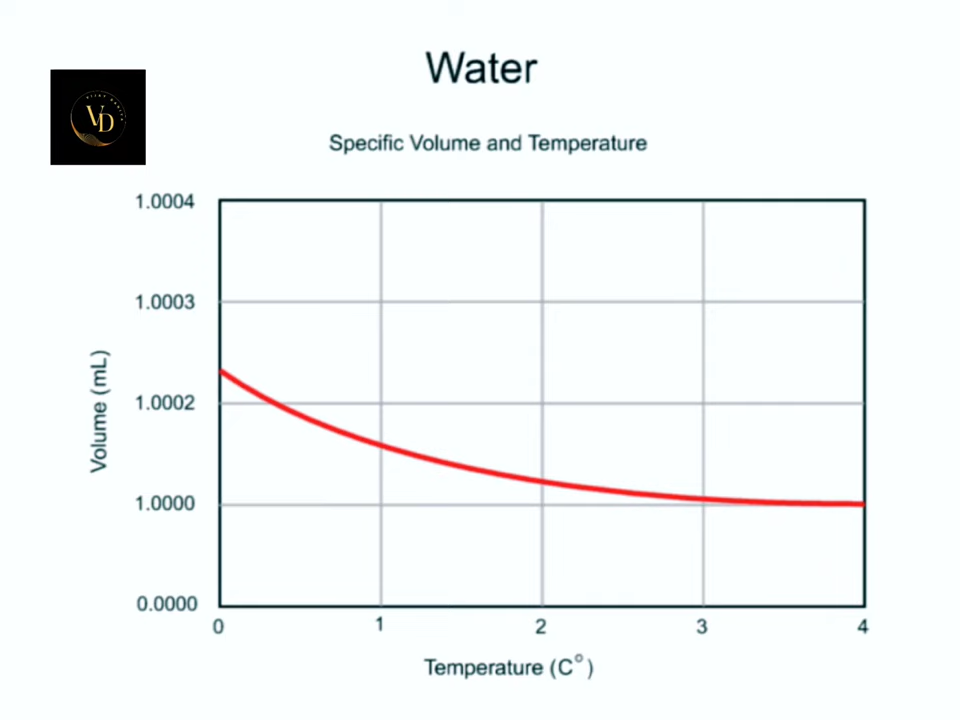 Water
VD
Specific Volume and Temperature
1.0004
1.0003
1.0002
1.0000
0.0000
Volume (mL)
0 1 2 3 4
Temperature (C°)